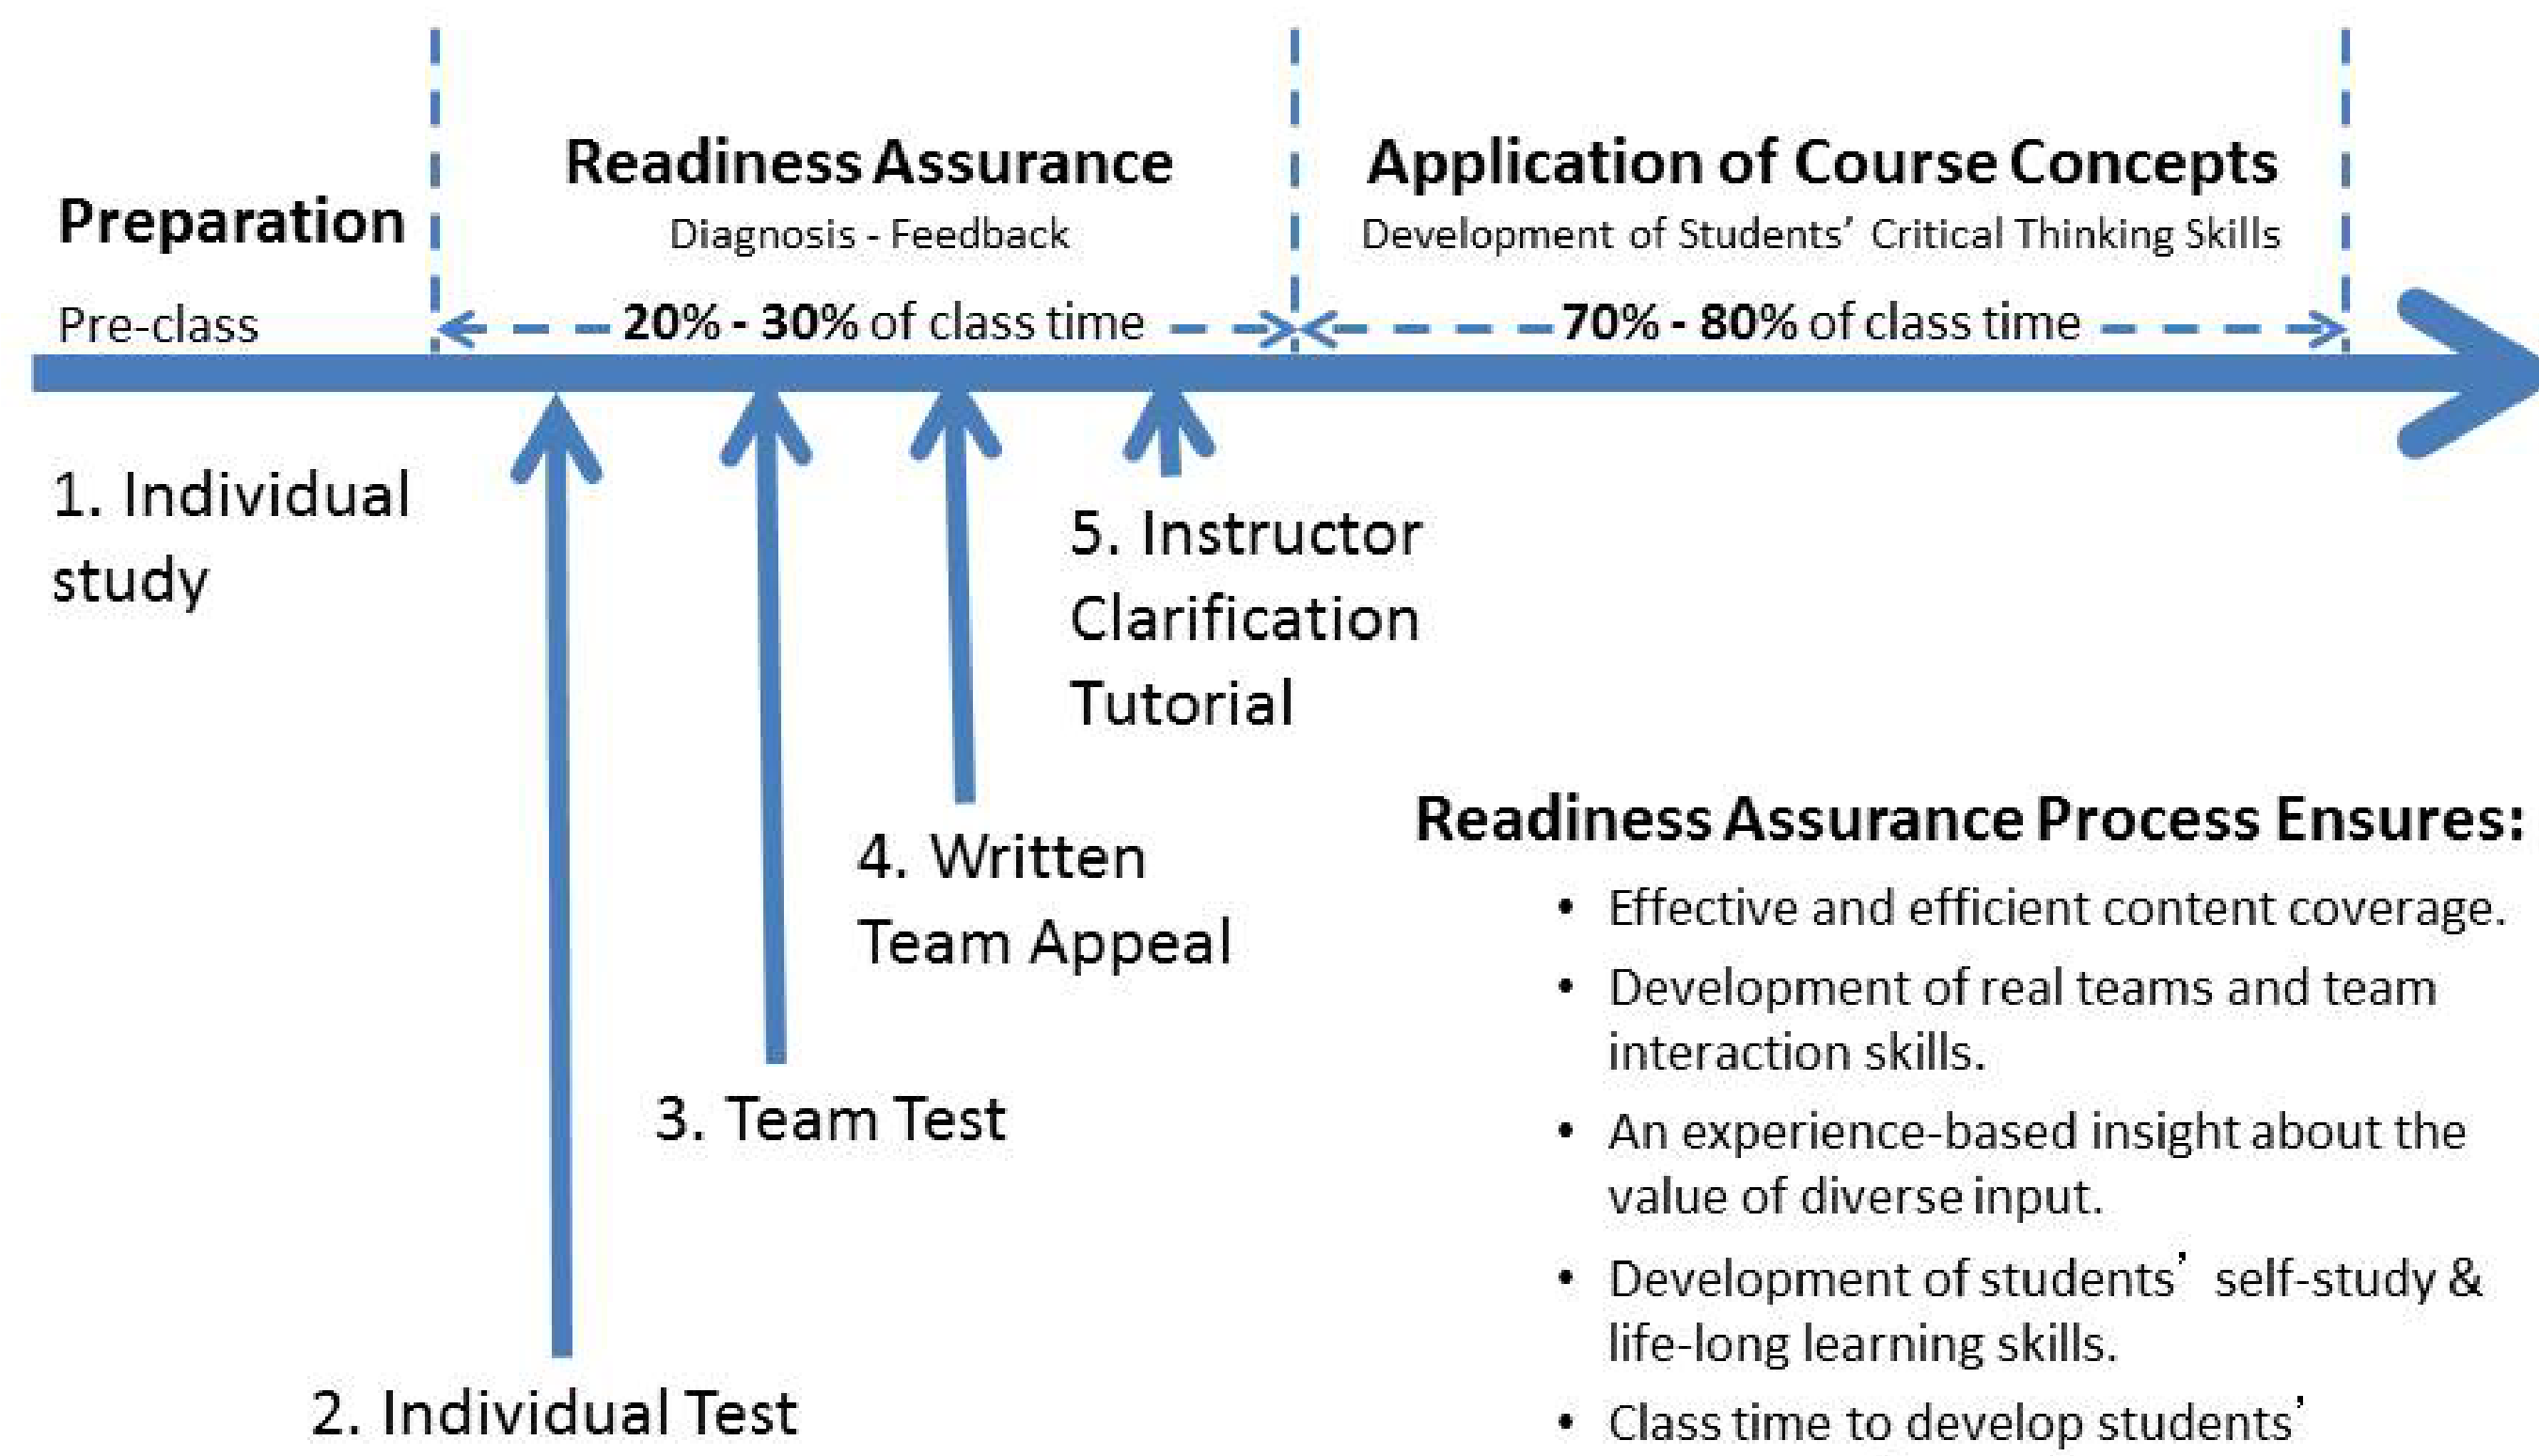 Preparation
Pre-class
Readiness Assurance
Diagnosis - Feedback
20% - 30% of class time
Application of Course Concepts
Development of Students’ Critical Thinking Skills
70% - 80% of class time
1. Individual
study
5. Instructor
Clarification
Tutorial
4. Written
Team Appeal
3. Team Test
2. Individual Test
Readiness Assurance Process Ensures:
• Effective and efficient content coverage.
• Development of real teams and team
interaction skills.
• An experience-based insight about the
value of diverse input.
• Development of students’ self-study &
life-long learning skills.
• Class time to develop students’